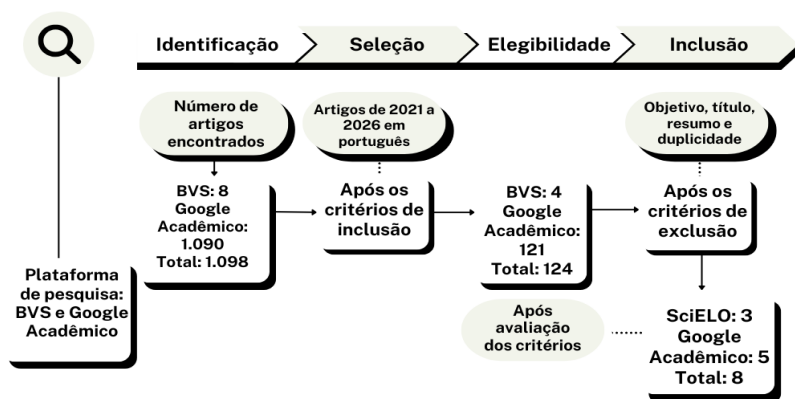 Identificação
Seleção
Elegibilidade
Inclusão
Número de
artigos
encontrados
Artigos de 2021 a
2026 em
português
Objetivo, título,
resumo e
duplicidade
BVS: 8
Google
Acadêmico:
1.090
Total: 1.098
Após os
critérios de
inclusão
BVS: 4
Google
Acadêmico:
121
Total: 124
Após os
critérios de
exclusão
Plataforma
de pesquisa:
BVS e Google
Acadêmico
Após
avaliação
dos critérios
SciELO: 3
Google
Acadêmico: 5
Total: 8